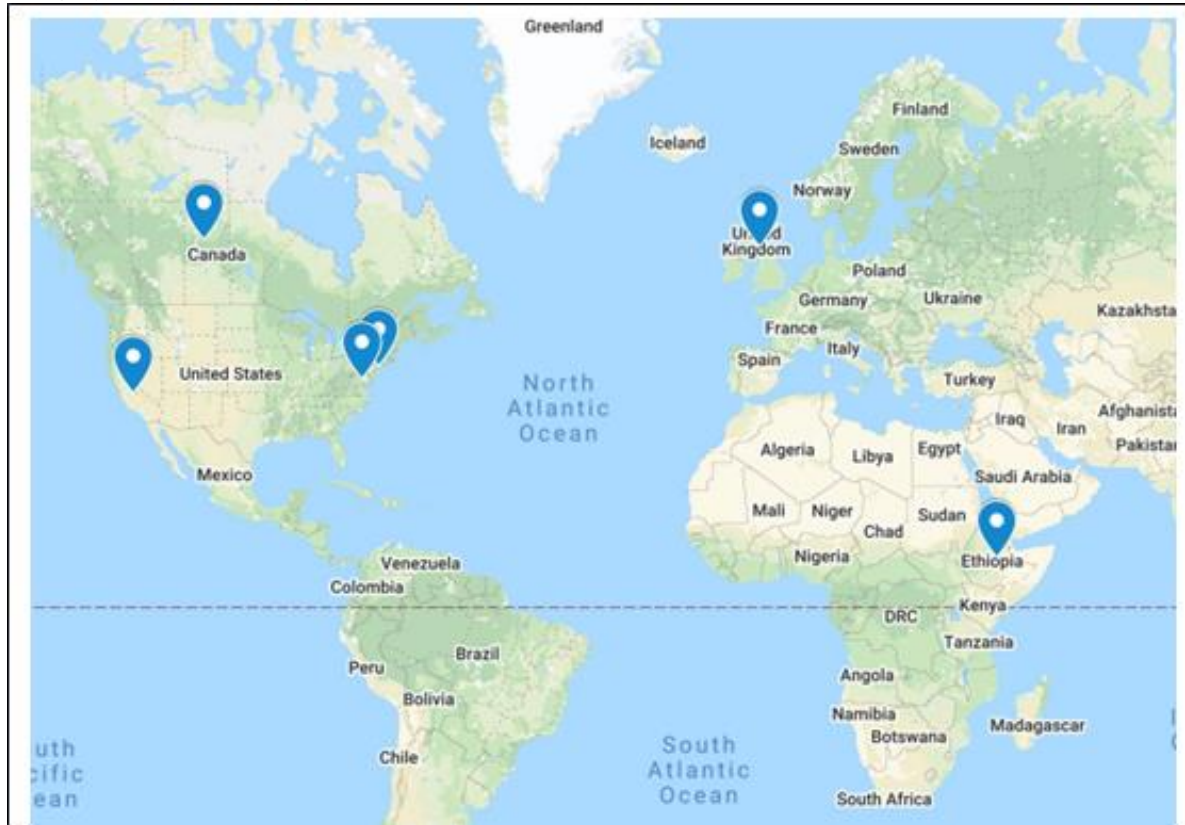 Greenland
Finland
Iceland
Sweden
Norway
Canada
United
Kingdom
Poland
Germany
Ukraine
Kazakhsta
France
Italy
Spain
United States
Turkey
North
Atlantic
Ocean
Afghanista
Iraq
Iran
Pakistan
Algeria
Libya
Egypt
Saudi Arabia
Mexico
Mali
Niger
Chad
Sudan
Nigeria
Ethiopia
Venezuela
Colombia
Kenya
DRC
Tanzania
Brazil
Peru
Angola
Bolivia
Namibia
Botswana
Madagascar
Chile
South
Atlantic
Ocean
uth
cific
ean
South Africa